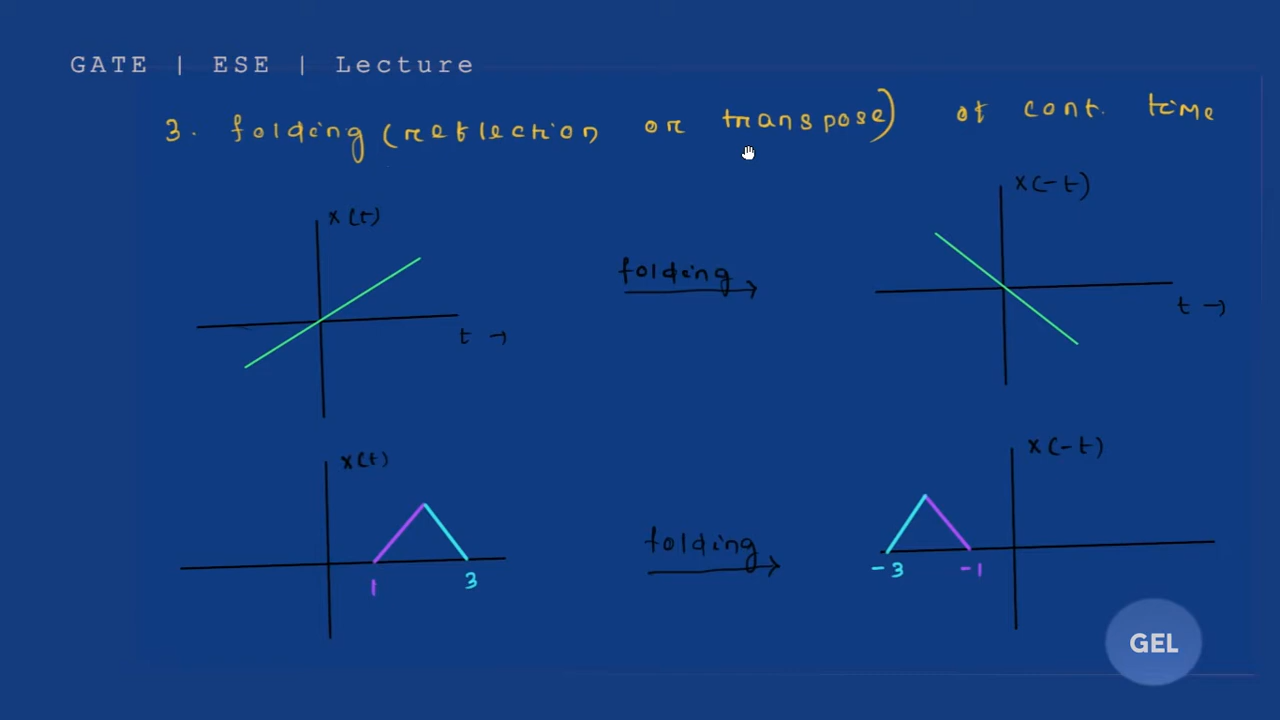 GATE | ESE | Lecture
3. folding (reflection or transpose) of cont. time
x(t)
x(-t)
folding
t →
t →
x(t)
x(-t)
folding
1
3
-3
-1
GEL